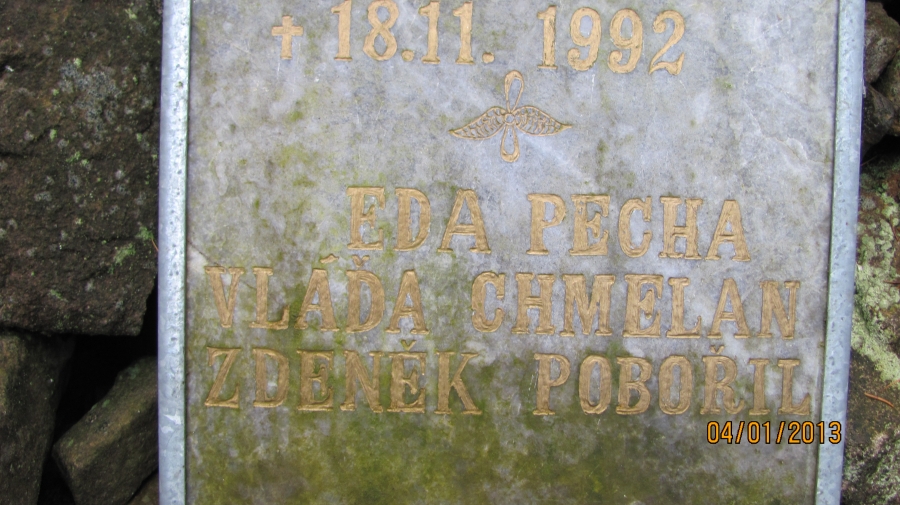 + 18.11. 1992
EDA PECHA
VLÁĎA CHMELAN
ZDENĚK POBOŘIL
04/01/2013